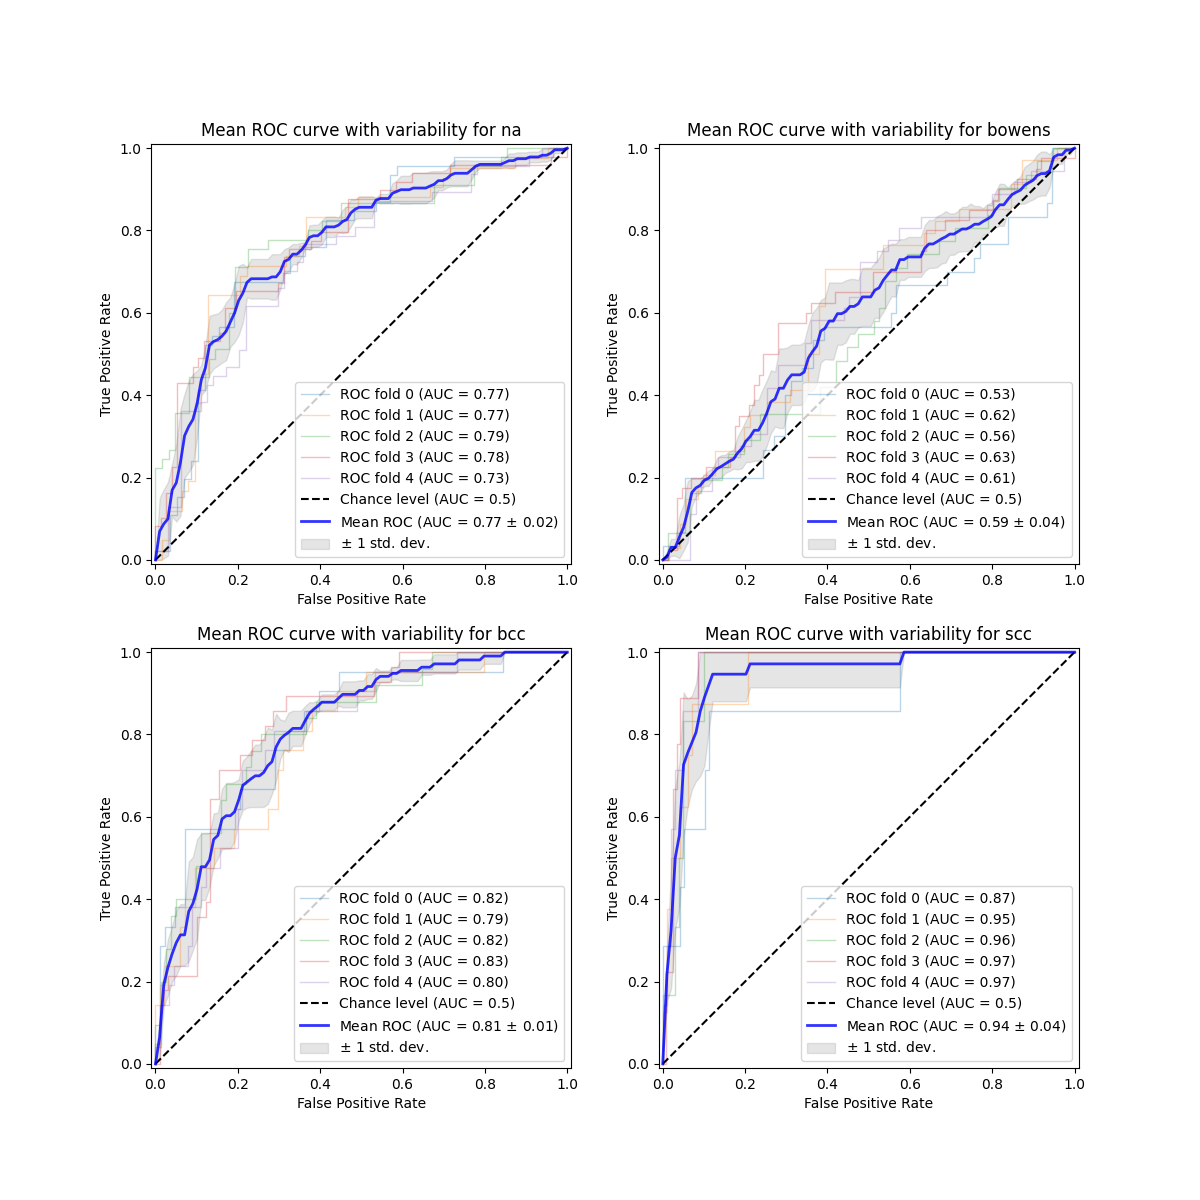 Mean ROC curve with variability for na
1.0
0.8
0.6
0.4
0.2
0.0
True Positive Rate
ROC fold 0 (AUC = 0.77)
ROC fold 1 (AUC = 0.77)
ROC fold 2 (AUC = 0.79)
ROC fold 3 (AUC = 0.78)
ROC fold 4 (AUC = 0.73)
Chance level (AUC = 0.5)
Mean ROC (AUC = 0.77 ± 0.02)
± 1 std. dev.
0.0 0.2 0.4 0.6 0.8 1.0
False Positive Rate
Mean ROC curve with variability for bowens
1.0
0.8
0.6
0.4
0.2
0.0
True Positive Rate
ROC fold 0 (AUC = 0.53)
ROC fold 1 (AUC = 0.62)
ROC fold 2 (AUC = 0.56)
ROC fold 3 (AUC = 0.63)
ROC fold 4 (AUC = 0.61)
Chance level (AUC = 0.5)
Mean ROC (AUC = 0.59 ± 0.04)
± 1 std. dev.
0.0 0.2 0.4 0.6 0.8 1.0
False Positive Rate
Mean ROC curve with variability for bcc
1.0
0.8
0.6
0.4
0.2
0.0
True Positive Rate
ROC fold 0 (AUC = 0.82)
ROC fold 1 (AUC = 0.79)
ROC fold 2 (AUC = 0.82)
ROC fold 3 (AUC = 0.83)
ROC fold 4 (AUC = 0.80)
Chance level (AUC = 0.5)
Mean ROC (AUC = 0.81 ± 0.01)
± 1 std. dev.
0.0 0.2 0.4 0.6 0.8 1.0
False Positive Rate
Mean ROC curve with variability for scc
1.0
0.8
0.6
0.4
0.2
0.0
True Positive Rate
ROC fold 0 (AUC = 0.87)
ROC fold 1 (AUC = 0.95)
ROC fold 2 (AUC = 0.96)
ROC fold 3 (AUC = 0.97)
ROC fold 4 (AUC = 0.97)
Chance level (AUC = 0.5)
Mean ROC (AUC = 0.94 ± 0.04)
± 1 std. dev.
0.0 0.2 0.4 0.6 0.8 1.0
False Positive Rate